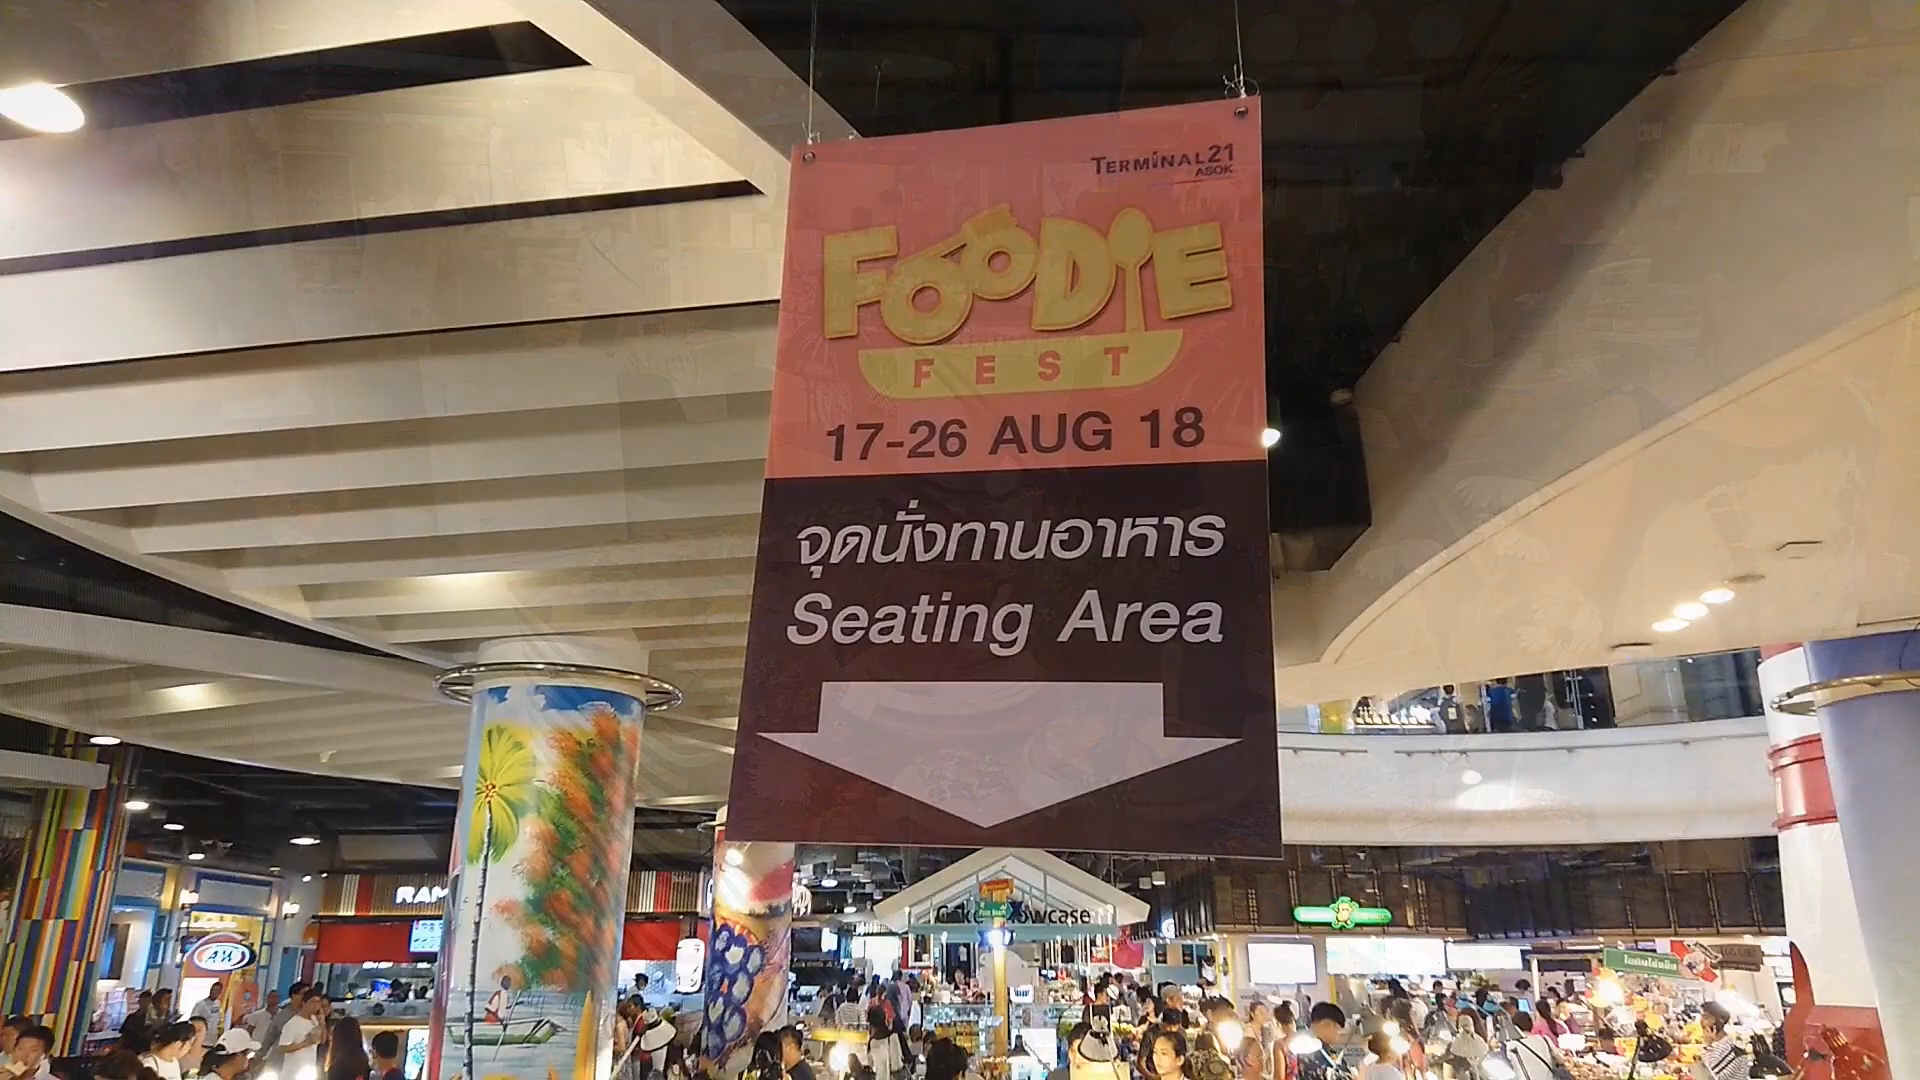 TERMINAL21
ASOK
FOODIE
FEST
17-26 AUG 18
จุดนั่งทานอาหาร
Seating Area
A&W